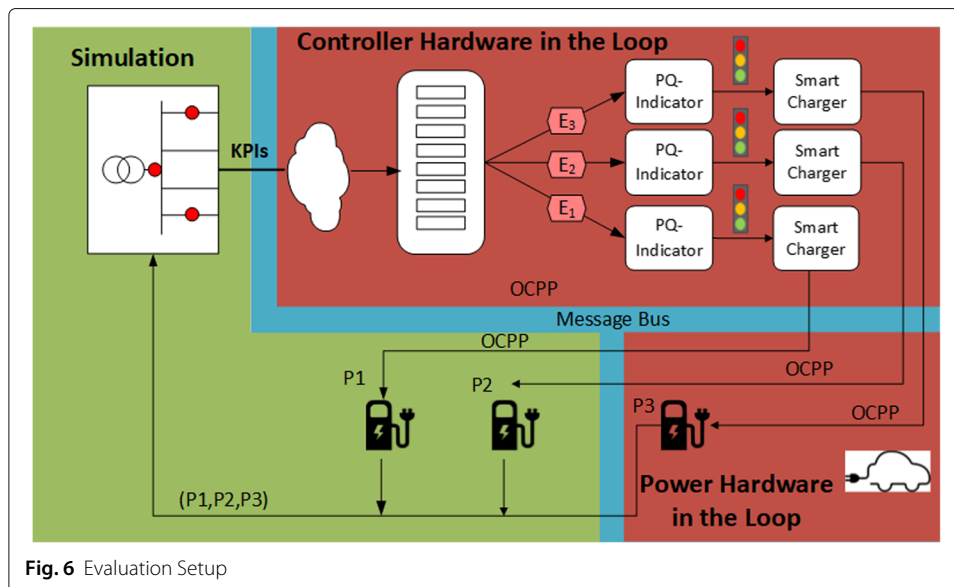 Simulation
Controller Hardware in the Loop
KPIs
E3
E2
E1
PQ-
Indicator
PQ-
Indicator
PQ-
Indicator
Smart
Charger
Smart
Charger
Smart
Charger
OCPP
Message Bus
OCPP
OCPP
OCPP
P1
P2
P3
(P1,P2,P3)
Power Hardware
in the Loop
Fig. 6 Evaluation Setup